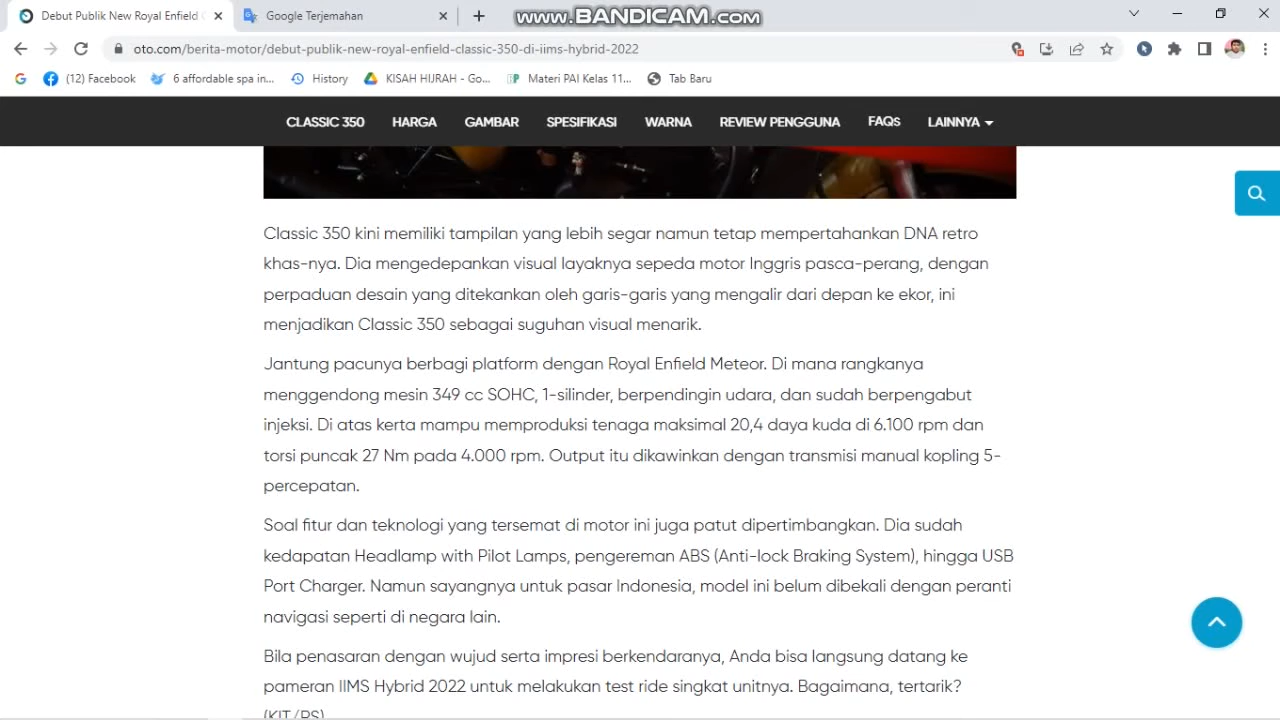 Debut Publik New Royal Enfield
Google Terjemahan
www.BANDICAM.com
oto.com/berita-motor/debut-publik-new-royal-enfield-classic-350-di-iims-hybrid-2022
(12) Facebook
6 affordable spa in...
History
KISAH HIJRAH - Go...
Materi PAI Kelas 11...
Tab Baru
CLASSIC 350 HARGA GAMBAR SPESIFIKASI WARNA REVIEW PENGGUNA FAQs LAINNYA
Classic 350 kini memiliki tampilan yang lebih segar namun tetap mempertahankan DNA retro
khas-nya. Dia mengedepankan visual layaknya sepeda motor Inggris pasca-perang, dengan
perpaduan desain yang ditekankan oleh garis-garis yang mengalir dari depan ke ekor, ini
menjadikan Classic 350 sebagai suguhan visual menarik.
Jantung pacunya berbagi platform dengan Royal Enfield Meteor. Di mana rangkanya
menggendong mesin 349 cc SOHC, 1-silinder, berpendingin udara, dan sudah berpengabut
injeksi. Di atas kerta mampu memproduksi tenaga maksimal 20,4 daya kuda di 6.100 rpm dan
torsi puncak 27 Nm pada 4.000 rpm. Output itu dikawinkan dengan transmisi manual kopling 5-
percepatan.
Soal fitur dan teknologi yang tersemat di motor ini juga patut dipertimbangkan. Dia sudah
kedapatan Headlamp with Pilot Lamps, pengereman ABS (Anti-lock Braking System), hingga USB
Port Charger. Namun sayangnya untuk pasar Indonesia, model ini belum dibekali dengan peranti
navigasi seperti di negara lain.
Bila penasaran dengan wujud serta impresi berkendaranya, Anda bisa langsung datang ke
pameran IIMS Hybrid 2022 untuk melakukan test ride singkat unitnya. Bagaimana, tertarik?
(KIT/RS)